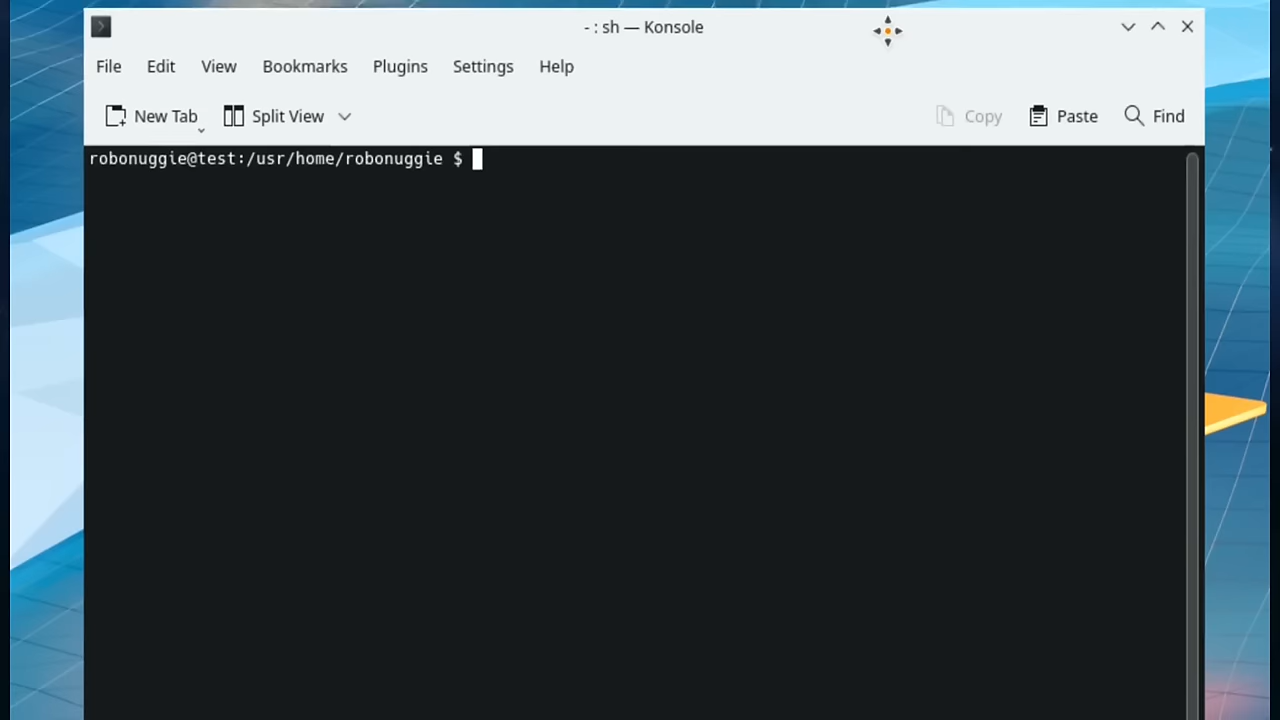 - : sh — Konsole
File Edit View Bookmarks Plugins Settings Help
New Tab Split View Copy Paste Find
robonuggie@test:/usr/home/robonuggie $